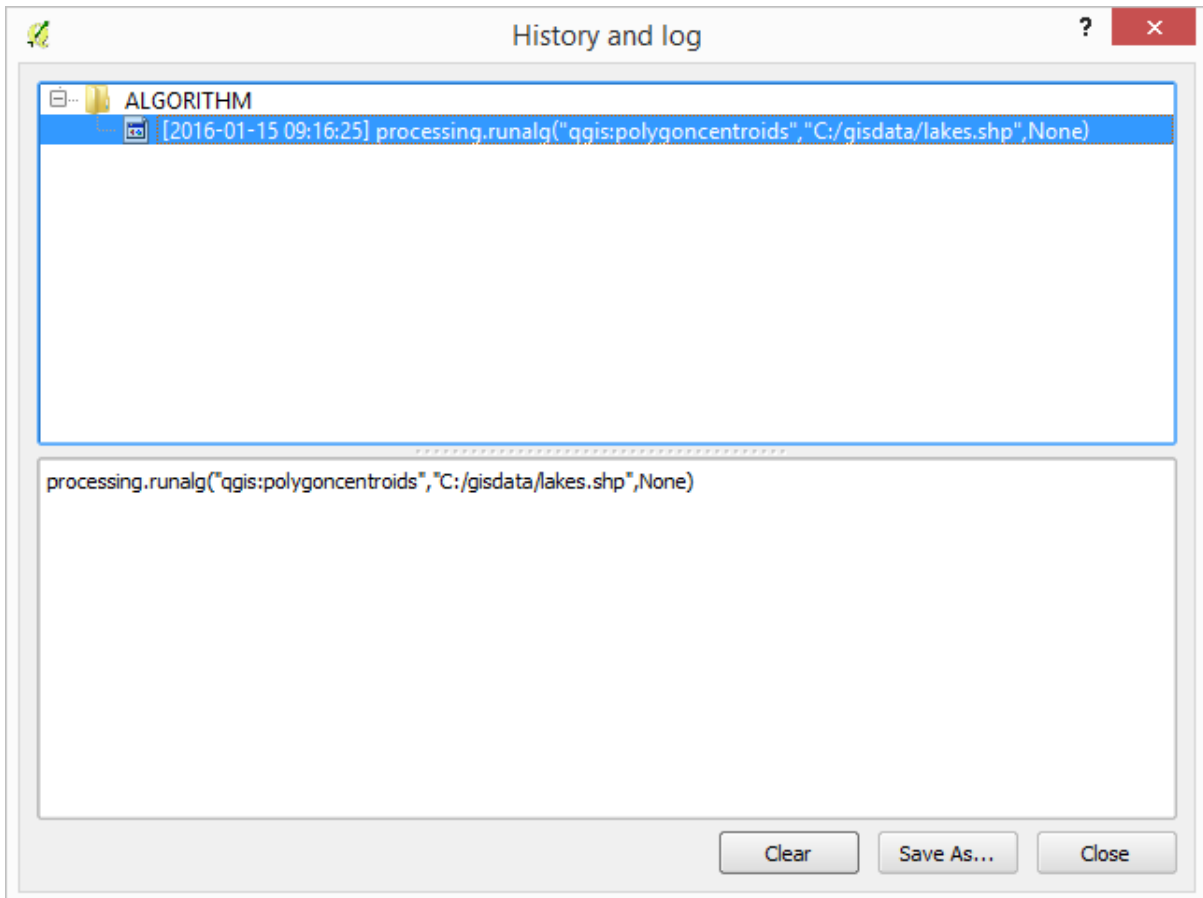 History and log
ALGORITHM
[2016-01-15 09:16:25] processing.runalg("qgis:polygoncentroids","C:/gisdata/lakes.shp",None)
processing.runalg("qgis:polygoncentroids","C:/gisdata/lakes.shp",None)
Clear Save As... Close